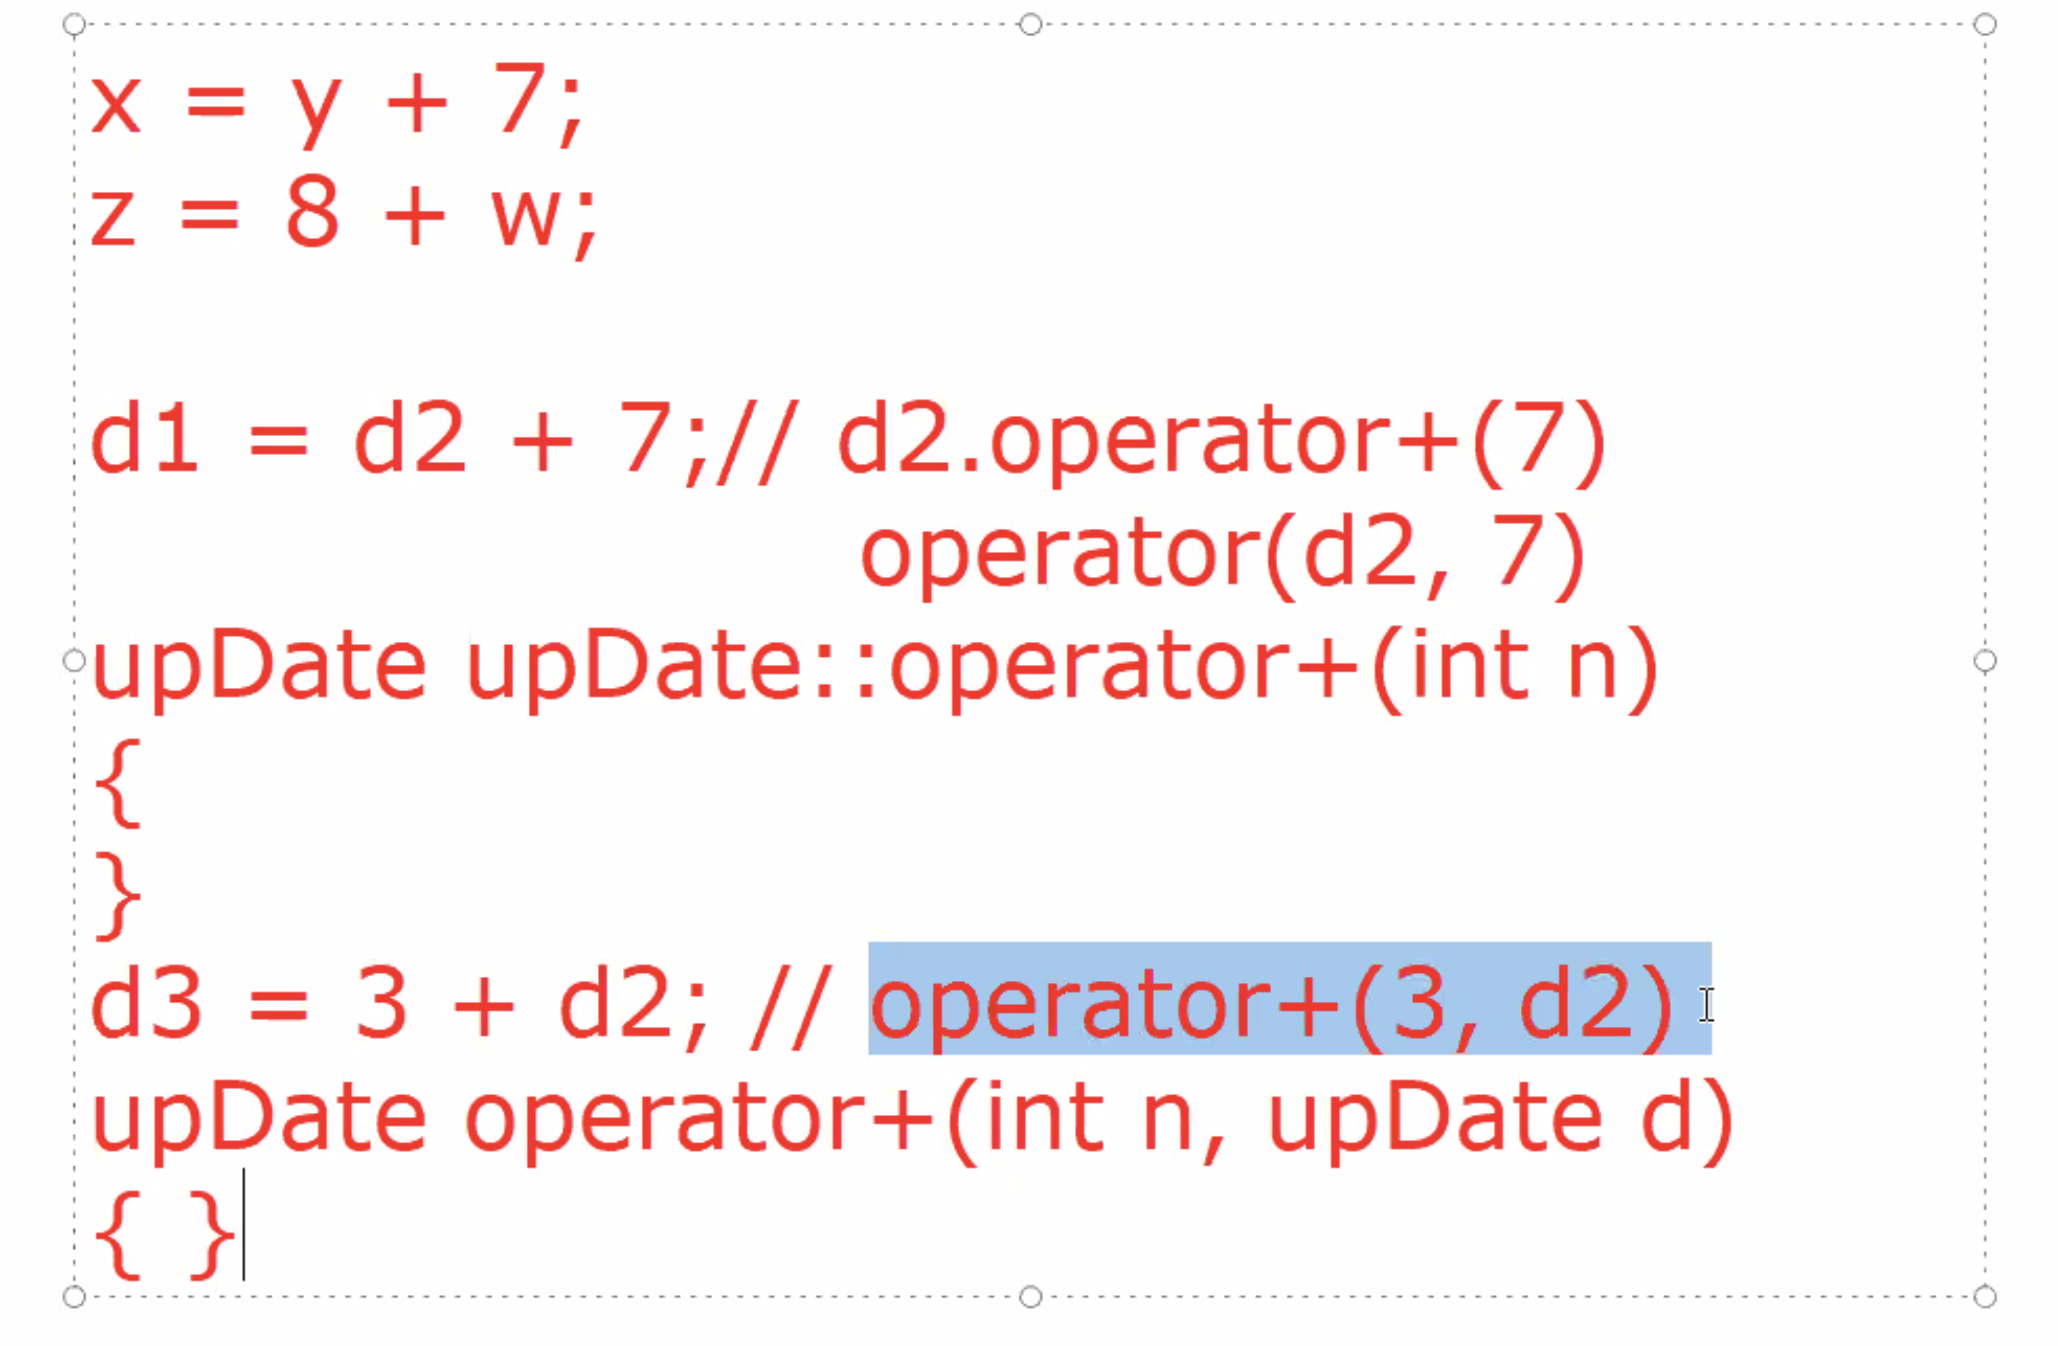 x = y + 7;
z = 8 + w;
d1 = d2 + 7;// d2.operator+(7)
operator(d2, 7)
upDate upDate::operator+(int n)
{
}
d3 = 3 + d2; // operator+(3, d2)
upDate operator+(int n, upDate d)
{ }